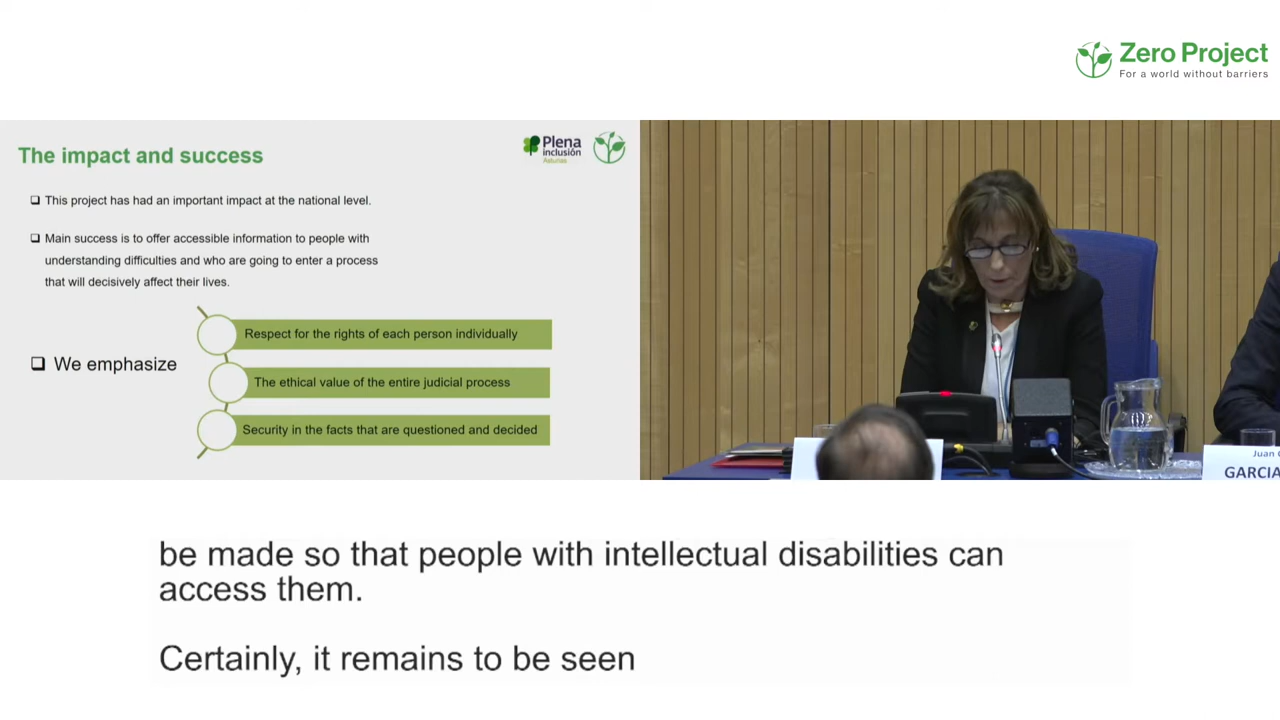 Zero Project
For a world without barriers
The impact and success
Plena
inclusión
Asturias
❑ This project has had an important impact at the national level.
❑ Main success is to offer accessible information to people with
understanding difficulties and who are going to enter a process
that will decisively affect their lives.
❑ We emphasize
Respect for the rights of each person individually
The ethical value of the entire judicial process
Security in the facts that are questioned and decided
Juan
GARCIA
be made so that people with intellectual disabilities can
access them.
Certainly, it remains to be seen